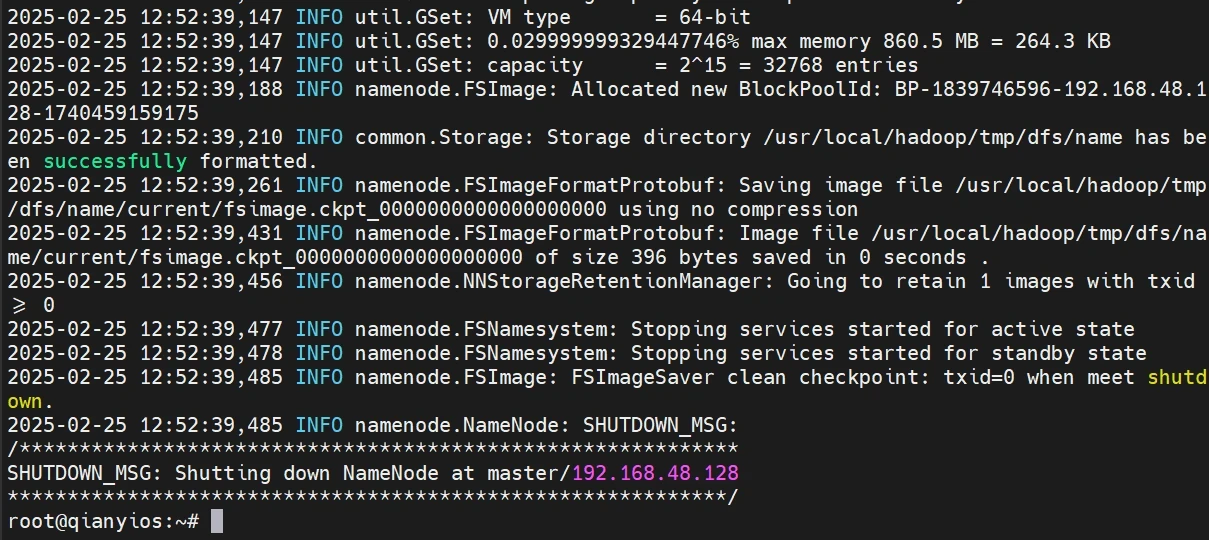 2025-02-25 12:52:39,147 INFO util.GSet: VM type       = 64-bit
2025-02-25 12:52:39,147 INFO util.GSet: 0.029999999329447746% max memory 860.5 MB = 264.3 KB
2025-02-25 12:52:39,147 INFO util.GSet: capacity      = 2^15 = 32768 entries
2025-02-25 12:52:39,188 INFO namenode.FSImage: Allocated new BlockPoolId: BP-1839746596-192.168.48.1
28-1740459159175
2025-02-25 12:52:39,210 INFO common.Storage: Storage directory /usr/local/hadoop/tmp/dfs/name has be
en successfully formatted.
2025-02-25 12:52:39,261 INFO namenode.FSImageFormatProtobuf: Saving image file /usr/local/hadoop/tmp
/dfs/name/current/fsimage.ckpt_0000000000000000000 using no compression
2025-02-25 12:52:39,431 INFO namenode.FSImageFormatProtobuf: Image file /usr/local/hadoop/tmp/dfs/na
me/current/fsimage.ckpt_0000000000000000000 of size 396 bytes saved in 0 seconds .
2025-02-25 12:52:39,456 INFO namenode.NNStorageRetentionManager: Going to retain 1 images with txid
⩾ 0
2025-02-25 12:52:39,477 INFO namenode.FSNamesystem: Stopping services started for active state
2025-02-25 12:52:39,478 INFO namenode.FSNamesystem: Stopping services started for standby state
2025-02-25 12:52:39,485 INFO namenode.FSImage: FSImageSaver clean checkpoint: txid=0 when meet shutd
own.
2025-02-25 12:52:39,485 INFO namenode.NameNode: SHUTDOWN_MSG:
/************************************************************
SHUTDOWN_MSG: Shutting down NameNode at master/192.168.48.128
************************************************************/
root@qianyios:~#